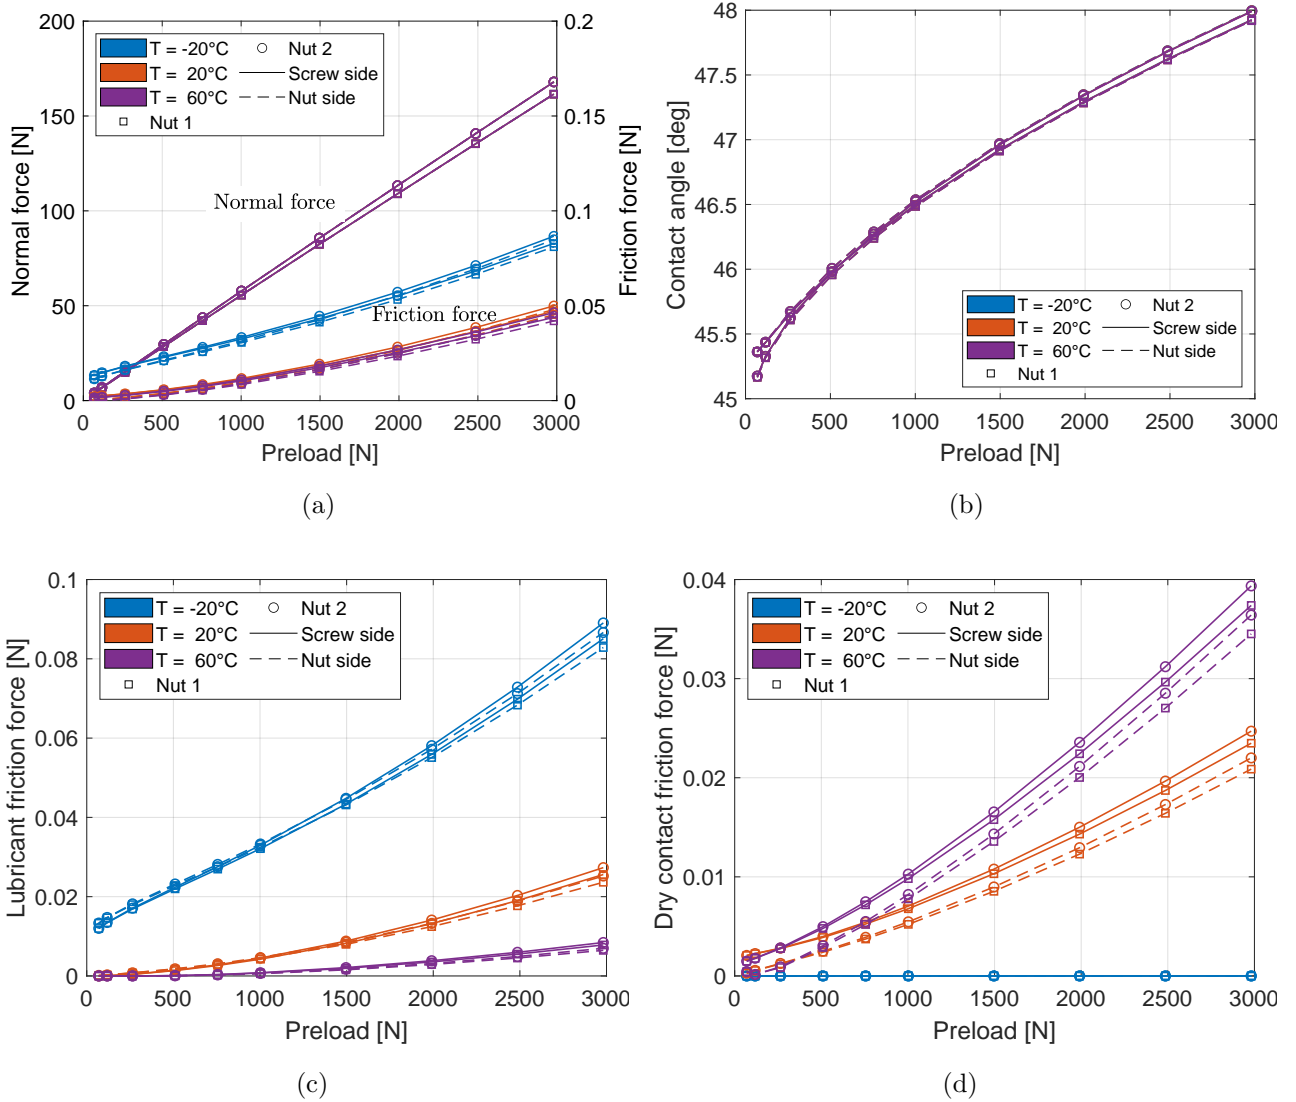 200
150
100
50
0
0.2
0.15
0.1
0.05
0
Normal force [N]
Friction force [N]
T = -20°C
Nut 2
T = 20°C
Screw side
T = 60°C
Nut side
Nut 1
Normal force
Friction force
0 500 1000 1500 2000 2500 3000
Preload [N]
(a)
48
47.5
47
46.5
46
45.5
45
Contact angle [deg]
T = -20°C
Nut 2
T = 20°C
Screw side
T = 60°C
Nut side
Nut 1
0 500 1000 1500 2000 2500 3000
Preload [N]
(b)
0.1
0.08
0.06
0.04
0.02
0
Lubricant friction force [N]
T = -20°C
Nut 2
T = 20°C
Screw side
T = 60°C
Nut side
Nut 1
0 500 1000 1500 2000 2500 3000
Preload [N]
(c)
0.04
0.03
0.02
0.01
0
Dry contact friction force [N]
T = -20°C
Nut 2
T = 20°C
Screw side
T = 60°C
Nut side
Nut 1
0 500 1000 1500 2000 2500 3000
Preload [N]
(d)